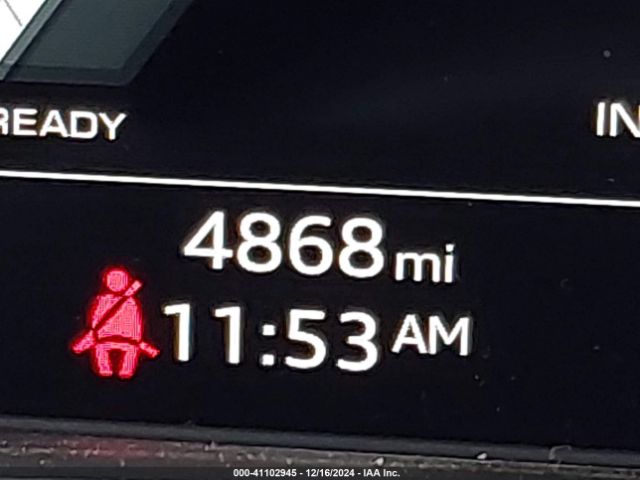 READY
IN
4868 mi
11:53 AM
000-41102945 - 12/16/2024 - IAA Inc.